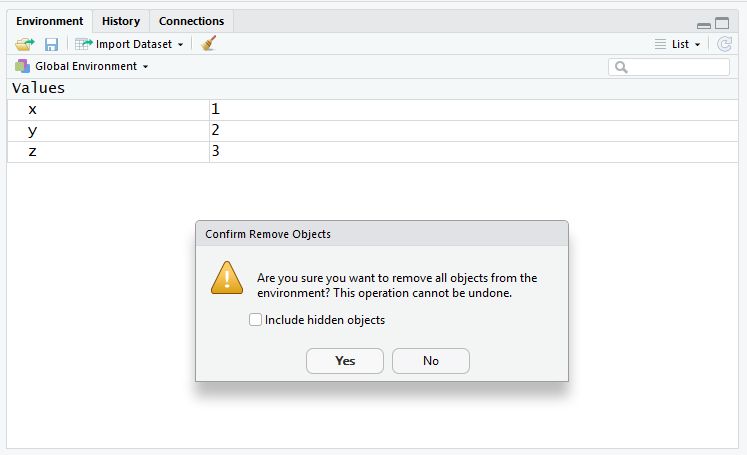 Environment History Connections
Import Dataset List
Global Environment
Values
x 1
y 2
z 3
Confirm Remove Objects
Are you sure you want to remove all objects from the
environment? This operation cannot be undone.
Include hidden objects
Yes No